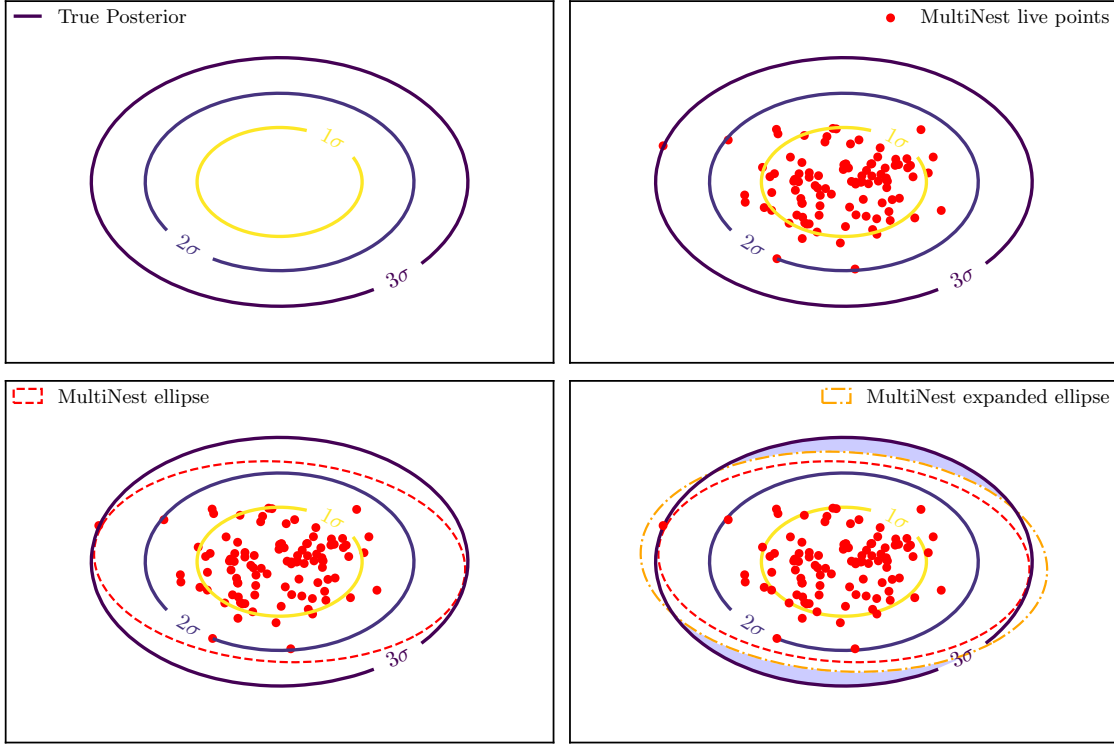 True Posterior
1σ
2σ
3σ
MultiNest live points
1σ
2σ
3σ
MultiNest ellipse
1σ
2σ
3σ
MultiNest expanded ellipse
1σ
2σ
3σ